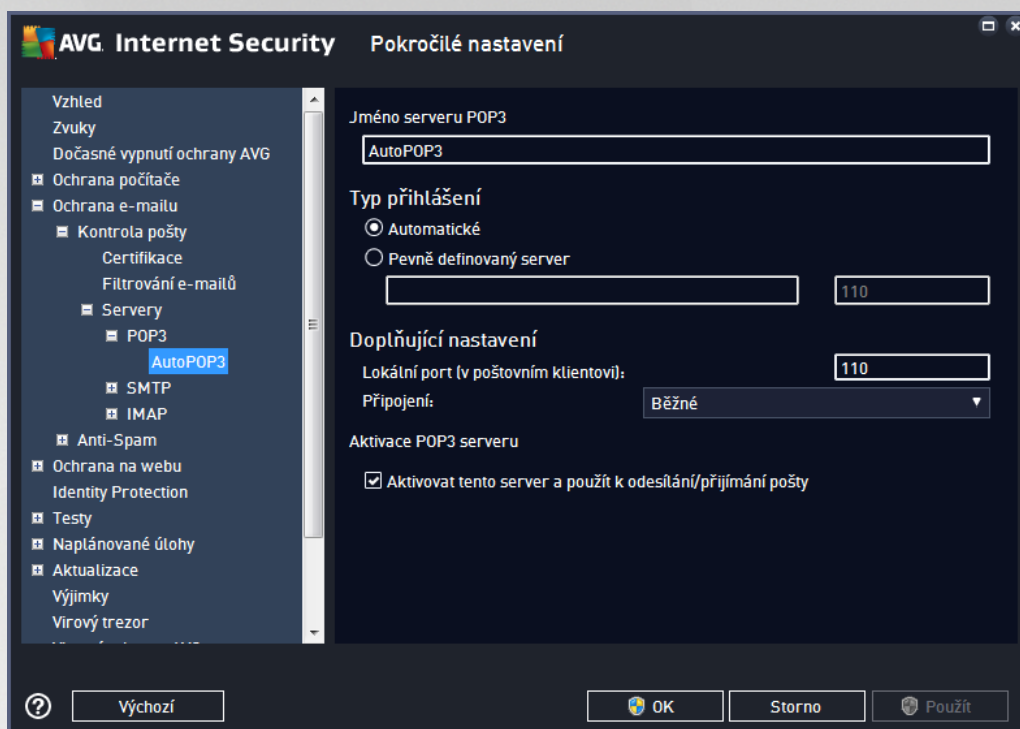 AVG Internet Security Pokročilé nastavení
Vzhled
Zvuky
Dočasné vypnutí ochrany AVG
Ochrana počítače
Ochrana e-mailu
Kontrola pošty
Certifikace
Filtrování e-mailů
Servery
POP3
AutoPOP3
SMTP
IMAP
Anti-Spam
Ochrana na webu
Identity Protection
Testy
Naplánované úlohy
Aktualizace
Výjimky
Virový trezor
Jméno serveru POP3
AutoPOP3
Typ přihlášení
Automatické
Pevně definovaný server
110
Doplňující nastavení
Lokální port (v poštovním klientovi): 110
Připojení: Běžné
Aktivace POP3 serveru
Aktivovat tento server a použít k odesílání/přijímání pošty
Výchozí OK Storno Použít